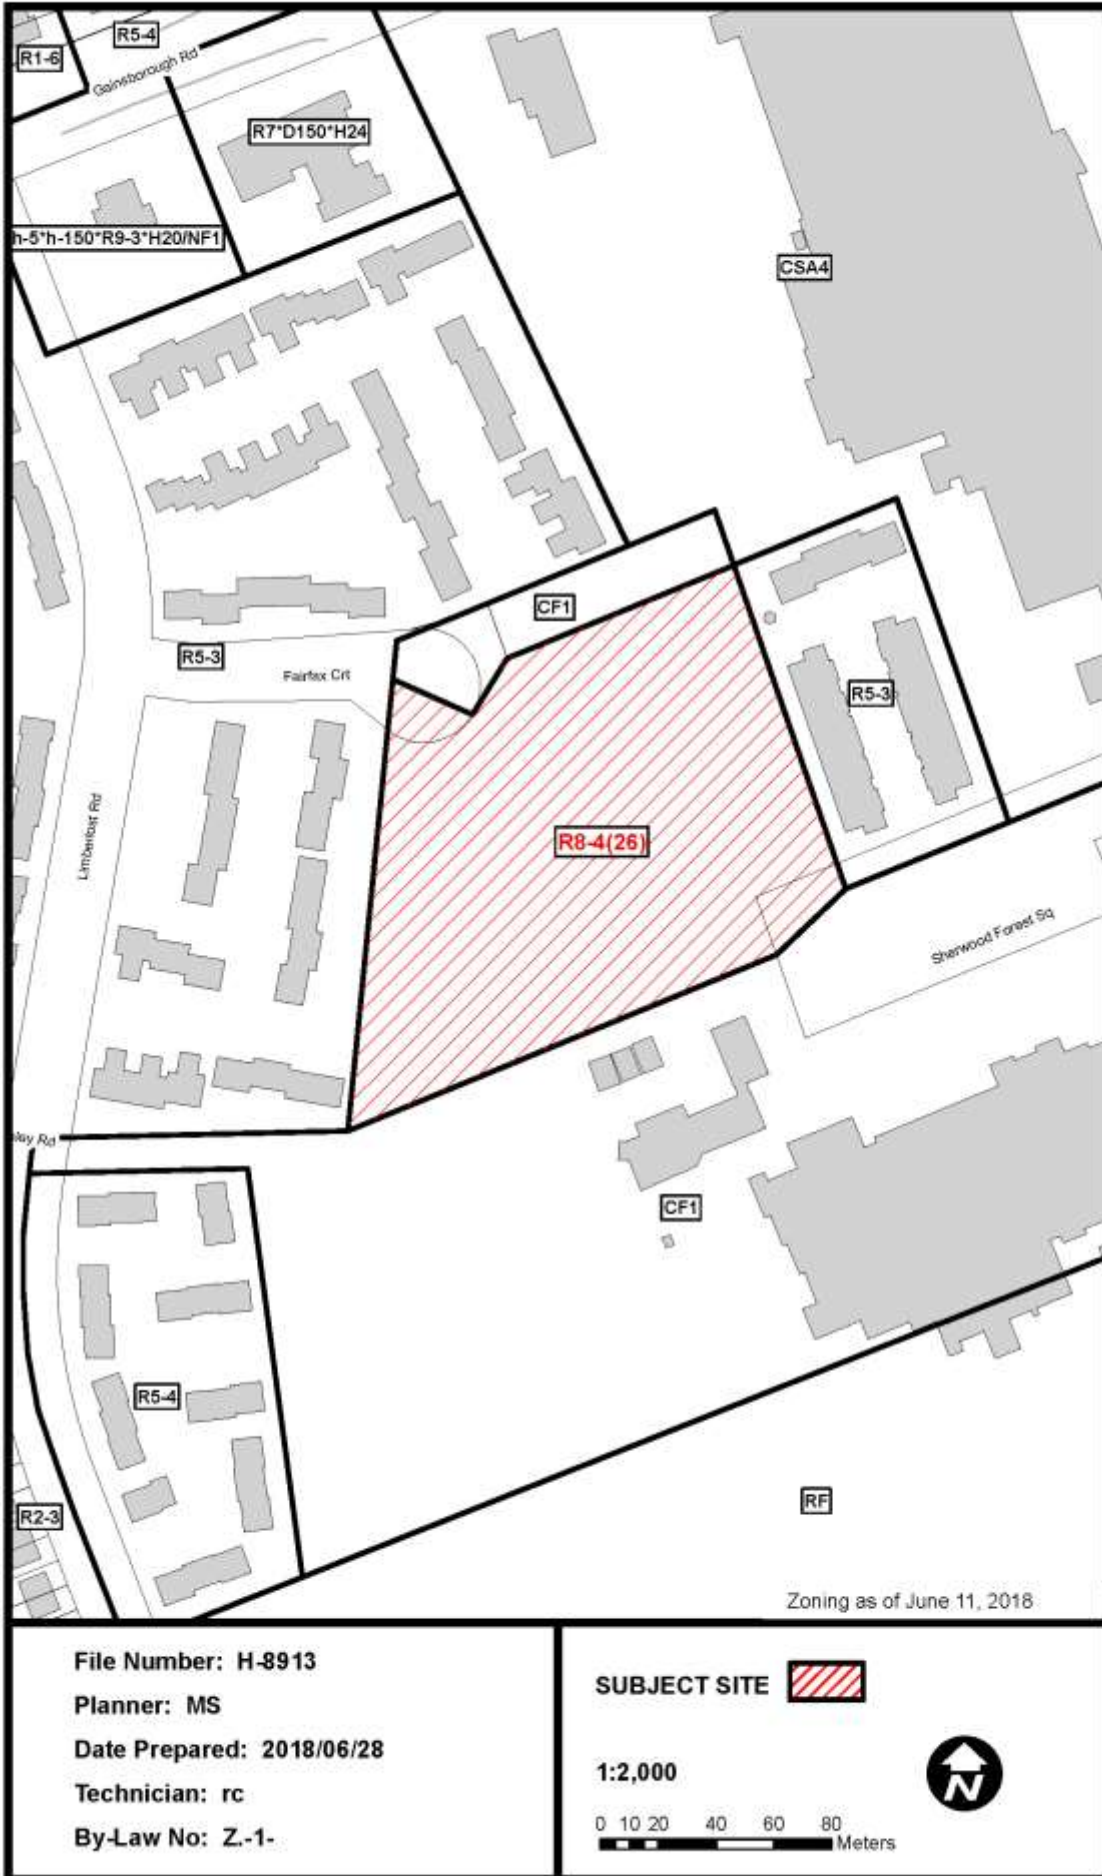 R5-4
R1-6
Gainsborough Rd
R7*D150*H24
h-5*h-150*R9-3*H20/NF1
CSA4
CF1
R5-3
Fairfax Crt
R5-3
Limberlost Rd
R8-4(26)
Sherwood Forest Sq
Rd
CF1
R5-4
RF
R2-3
Zoning as of June 11, 2018
File Number: H-8913
Planner: MS
Date Prepared: 2018/06/28
Technician: rc
By-Law No: Z.-1-
SUBJECT SITE
1:2,000
N
0 10 20 40 60 80
Meters